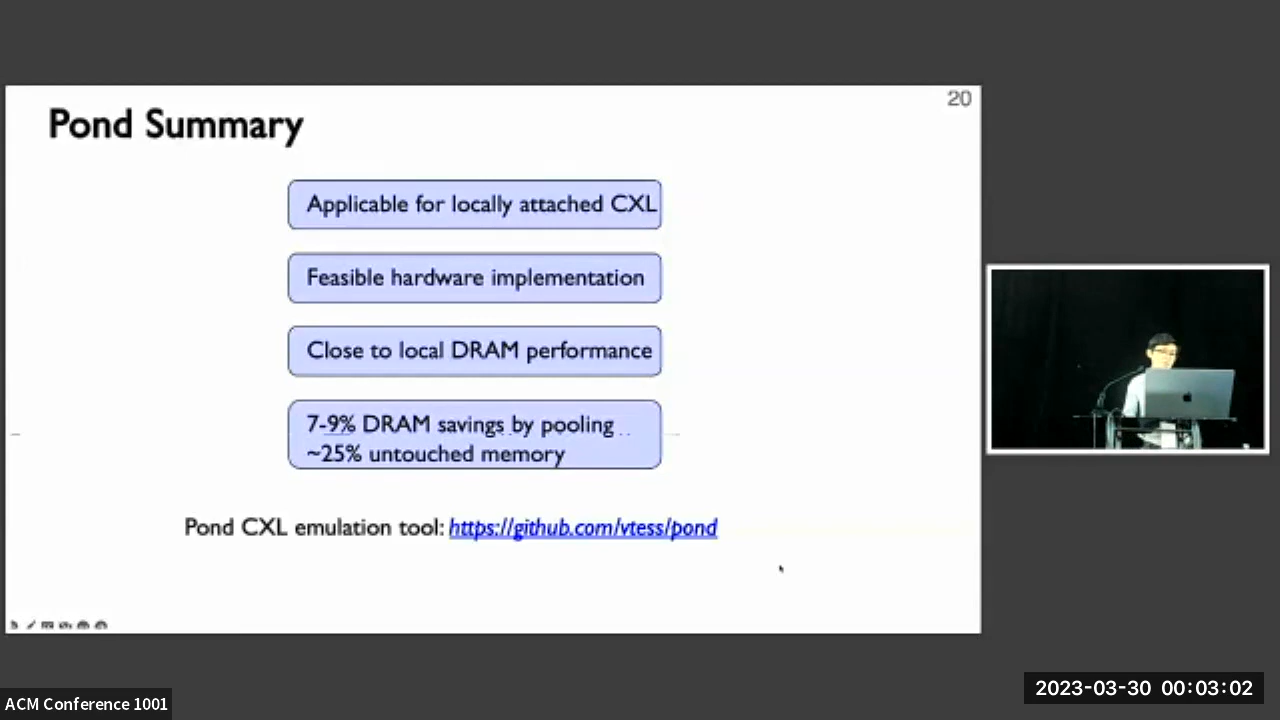 20
Pond Summary
Applicable for locally attached CXL
Feasible hardware implementation
Close to local DRAM performance
7-9% DRAM savings by pooling
~25% untouched memory
Pond CXL emulation tool: https://github.com/vtess/pond
ACM Conference 1001
2023-03-30 00:03:02